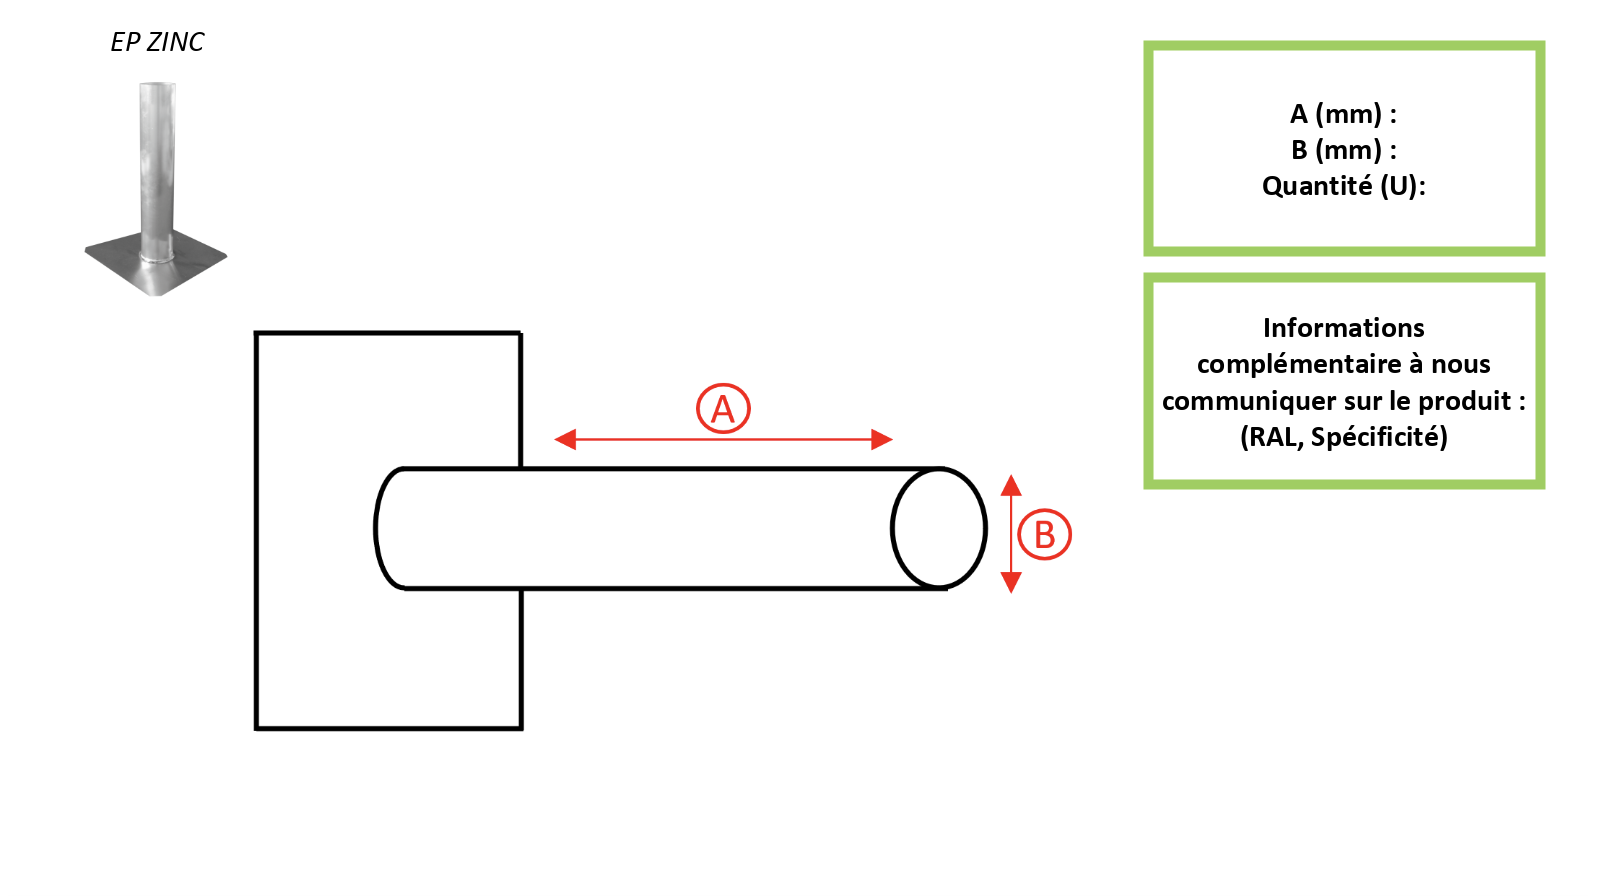 EP ZINC
A (mm) :
B (mm) :
Quantité (U):
Informations
complémentaire à nous
communiquer sur le produit :
(RAL, Spécificité)
A
B